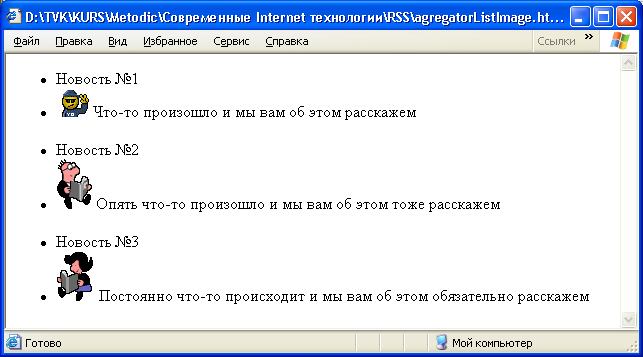 D:\TVK\KURS\Metodic\Современные Internet технологии\RSS\agregatorListImage.ht...
Файл Правка Вид Избранное Сервис Справка Ссылки »
• Новость №1
• Что-то произошло и мы вам об этом расскажем
• Новость №2
• Опять что-то произошло и мы вам об этом тоже расскажем
• Новость №3
• Постоянно что-то происходит и мы вам об этом обязательно расскажем
Готово Мой компьютер